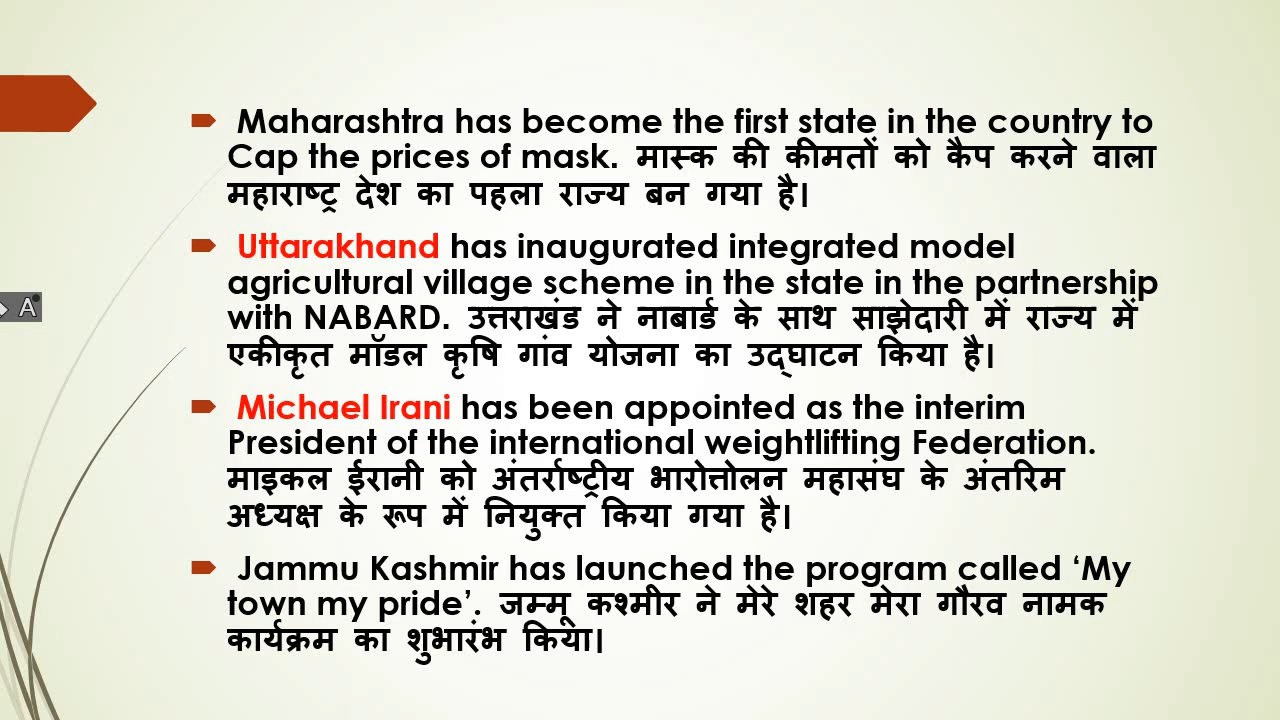 Maharashtra has become the first state in the country to
Cap the prices of mask. मास्क की कीमतों को कैप करने वाला
महाराष्ट्र देश का पहला राज्य बन गया है।
Uttarakhand has inaugurated integrated model
agricultural village scheme in the state in the partnership
with NABARD. उत्तराखंड ने नाबार्ड के साथ साझेदारी में राज्य में
एकीकृत मॉडल कृषि गांव योजना का उद्घाटन किया है।
Michael Irani has been appointed as the interim
President of the international weightlifting Federation.
माइकल ईरानी को अंतर्राष्ट्रीय भारोत्तोलन महासंघ के अंतरिम
अध्यक्ष के रूप में नियुक्त किया गया है।
Jammu Kashmir has launched the program called ‘My
town my pride’. जम्मू कश्मीर ने मेरे शहर मेरा गौरव नामक
कार्यक्रम का शुभारंभ किया।
A